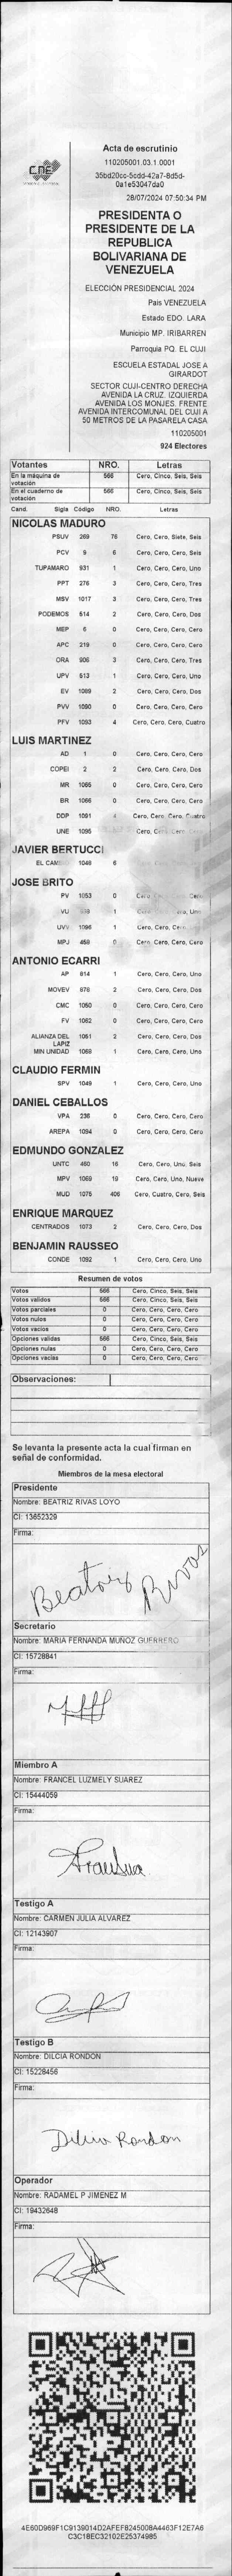 CNE
Acta de escrutinio
110205001.03.1.0001
35bd20cc-5cdd-42a7-8d5d-
0a1e53047da0
28/07/2024 07:50:34 PM
PRESIDENTA O
PRESIDENTE DE LA
REPUBLICA
BOLIVARIANA DE
VENEZUELA
ELECCIÓN PRESIDENCIAL 2024
Pais VENEZUELA
Estado EDO. LARA
Municipio MP. IRIBARREN
Parroquia PQ. EL CUJI
ESCUELA ESTADAL JOSE A
GIRARDOT
SECTOR CUJI-CENTRO DERECHA
AVENIDA LA CRUZ. IZQUIERDA
AVENIDA LOS MONJES. FRENTE
AVENIDA INTERCOMUNAL DEL CUJI A
50 METROS DE LA PASARELA CASA
110205001
924 Electores
Votantes NRO. Letras
En la máquina de votación 566 Cero, Cinco, Seis, Seis
En el cuaderno de votación 566 Cero, Cinco, Seis, Seis
Cand. Sigla Código NRO. Letras
NICOLAS MADURO
PSUV 269 76 Cero, Cero, Siete, Seis
PCV 9 6 Cero, Cero, Cero, Seis
TUPAMARO 931 1 Cero, Cero, Cero, Uno
PPT 276 3 Cero, Cero, Cero, Tres
MSV 1017 3 Cero, Cero, Cero, Tres
PODEMOS 514 2 Cero, Cero, Cero, Dos
MEP 6 0 Cero, Cero, Cero, Cero
APC 219 0 Cero, Cero, Cero, Cero
ORA 906 3 Cero, Cero, Cero, Tres
UPV 513 1 Cero, Cero, Cero, Uno
EV 1089 2 Cero, Cero, Cero, Dos
PVV 1090 0 Cero, Cero, Cero, Cero
PFV 1093 4 Cero, Cero, Cero, Cuatro
LUIS MARTINEZ
AD 1 0 Cero, Cero, Cero, Cero
COPEI 2 2 Cero, Cero, Cero, Dos
MR 1065 0 Cero, Cero, Cero, Cero
BR 1066 0 Cero, Cero, Cero, Cero
DDP 1091 4 Cero, Cero, Cero, Cuatro
UNE 1095 Cero, Cero, Cero
JAVIER BERTUCCI
EL CAMBIO 1048 6
JOSE BRITO
PV 1053 0 Cero
VU 1 Uno
UVV 1096 1 Cero, Cero
MPJ 458 0 Cero, Cero, Cero, Cero
ANTONIO ECARRI
AP 814 1 Cero, Cero, Cero, Uno
MOVEV 878 2 Cero, Cero, Cero, Dos
CMC 1050 0 Cero, Cero, Cero, Cero
FV 1082 0 Cero, Cero, Cero, Cero
ALIANZA DEL LAPIZ 1051 2 Cero, Cero, Cero, Dos
MIN UNIDAD 1069 1 Cero, Cero, Cero, Uno
CLAUDIO FERMIN
SPV 1049 1 Cero, Cero, Cero, Uno
DANIEL CEBALLOS
VPA 236 0 Cero, Cero, Cero, Cero
AREPA 1094 0 Cero, Cero, Cero, Cero
EDMUNDO GONZALEZ
UNTC 460 16 Cero, Cero, Uno, Seis
MPV 1069 19 Cero, Cero, Uno, Nueve
MUD 1075 406 Cero, Cuatro, Cero, Seis
ENRIQUE MARQUEZ
CENTRADOS 1073 2 Cero, Cero, Cero, Dos
BENJAMIN RAUSSEO
CONDE 1092 1 Cero, Cero, Cero, Uno
Resumen de votos
Votos 566 Cero, Cinco, Seis, Seis
Votos validos 566 Cero, Cinco, Seis, Seis
Votos parciales 0 Cero, Cero, Cero, Cero
Votos nulos 0 Cero, Cero, Cero, Cero
Votos vacios 0 Cero, Cero, Cero, Cero
Opciones validas 566 Cero, Cinco, Seis, Seis
Opciones nulas 0 Cero, Cero, Cero, Cero
Opciones vacias 0 Cero, Cero, Cero, Cero
Observaciones:
Se levanta la presente acta la cual firman en
señal de conformidad.
Miembros de la mesa electoral
Presidente
Nombre: BEATRIZ RIVAS LOYO
CI: 13652329
Firma:
Beatriz Rivas
Secretario
Nombre: MARIA FERNANDA MUÑOZ GUERRERO
CI: 15728841
Firma:
Miembro A
Nombre: FRANCEL LUZMELY SUAREZ
CI: 15444059
Firma:
Testigo A
Nombre: CARMEN JULIA ALVAREZ
CI: 12143907
Firma:
Testigo B
Nombre: DILCIA RONDON
CI: 15228456
Firma:
Dilcia Rondon
Operador
Nombre: RADAMEL P JIMENEZ M
CI: 19432648
Firma:
4E60D969F1C9139014D2AFEF8245008A4463F12E7A6
C3C18EC32102E25374985